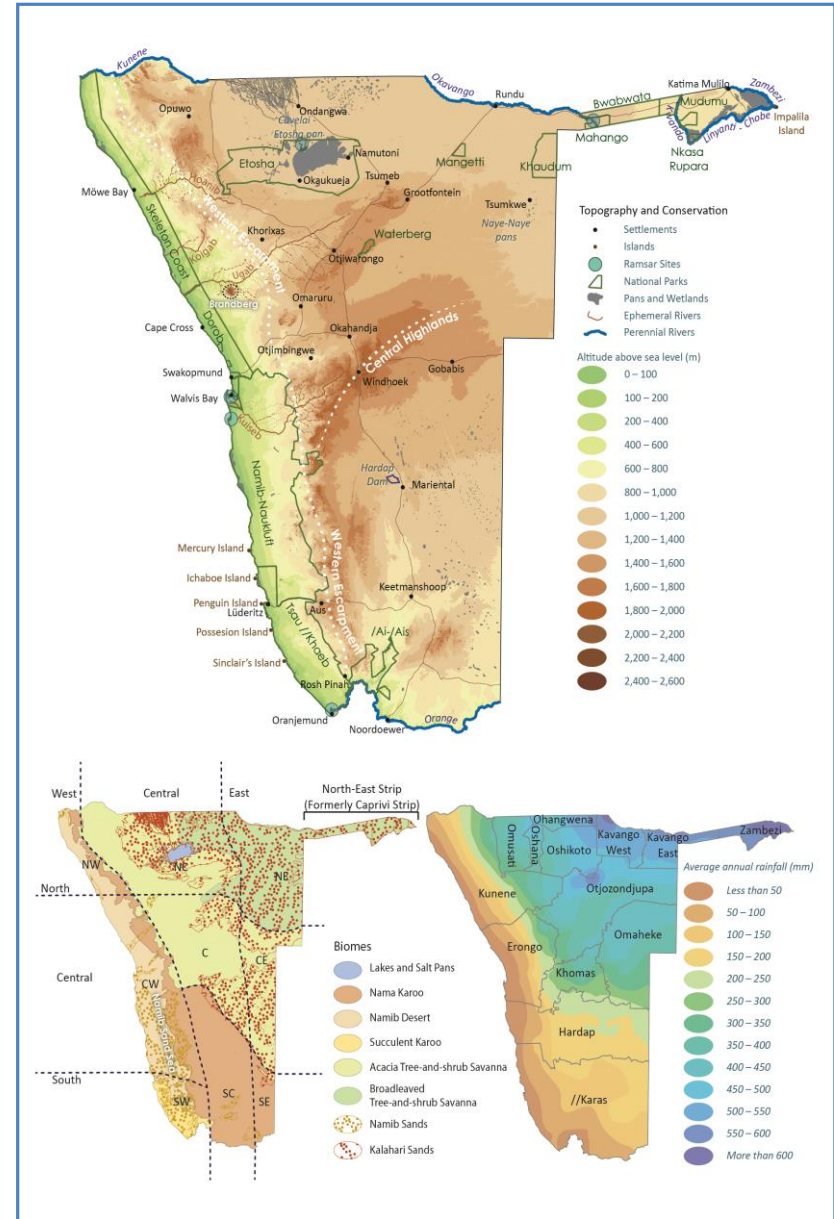 Kunene
Okavango
Rundu
Katima Mulilo
Zambezi
Bwabwata
Mudumu
Opuwo
Ondangwa
Cuvelai
Etosha pan
Kwando
Linyanti - Chobe
Impalila
Island
Mahango
Nkasa
Rupara
Etosha
Namutoni
Okaukueja
Tsumeb
Mangetti
Khaudum
Grootfontein
Tsumkwe
Naye-Naye
pans
Hoanib
Möwe Bay
Western Escarpment
Skeleton Coast
Khorixas
Koigab
Ugab
Waterberg
Otjiwarongo
Brandberg
Omaruru
Dorob
Cape Cross
Okahandja
Central Highlands
Otjimbingwe
Gobabis
Windhoek
Swakopmund
Walvis Bay
Kuiseb
Namib-Naukluft
Hardap
Dam
Mariental
Mercury Island
Western Escarpment
Ichaboe Island
Keetmanshoop
Penguin Island
Lüderitz
Aus
Possesion Island
Tsau //Khaeb
/Ai-/Ais
Sinclair's Island
Rosh Pinah
Oranjemund
Noordoewer
Orange
Topography and Conservation
Settlements
Islands
Ramsar Sites
National Parks
Pans and Wetlands
Ephemeral Rivers
Perennial Rivers
Altitude above sea level (m)
0 – 100
100 – 200
200 – 400
400 – 600
600 – 800
800 – 1,000
1,000 – 1,200
1,200 – 1,400
1,400 – 1,600
1,600 – 1,800
1,800 – 2,000
2,000 – 2,200
2,200 – 2,400
2,400 – 2,600
West
Central
East
North-East Strip
(Formerly Caprivi Strip)
NW
NC
NE
North
C
CE
Central
CW
Namib Sand Sea
South
SW
SC
SE
Biomes
Lakes and Salt Pans
Nama Karoo
Namib Desert
Succulent Karoo
Acacia Tree-and-shrub Savanna
Broadleaved
Tree-and-shrub Savanna
Namib Sands
Kalahari Sands
Ohangwena
Omusati
Oshana
Oshikoto
Kavango
West
Kavango
East
Zambezi
Kunene
Otjozondjupa
Erongo
Omaheke
Khomas
Hardap
//Karas
Average annual rainfall (mm)
Less than 50
50 – 100
100 – 150
150 – 200
200 – 250
250 – 300
300 – 350
350 – 400
400 – 450
450 – 500
500 – 550
550 – 600
More than 600